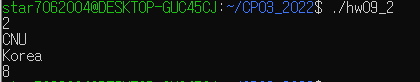 star7062004@DESKTOP-GUC45CJ:~/CP03_2022$ ./hw09_2
2
CNU
Korea
8